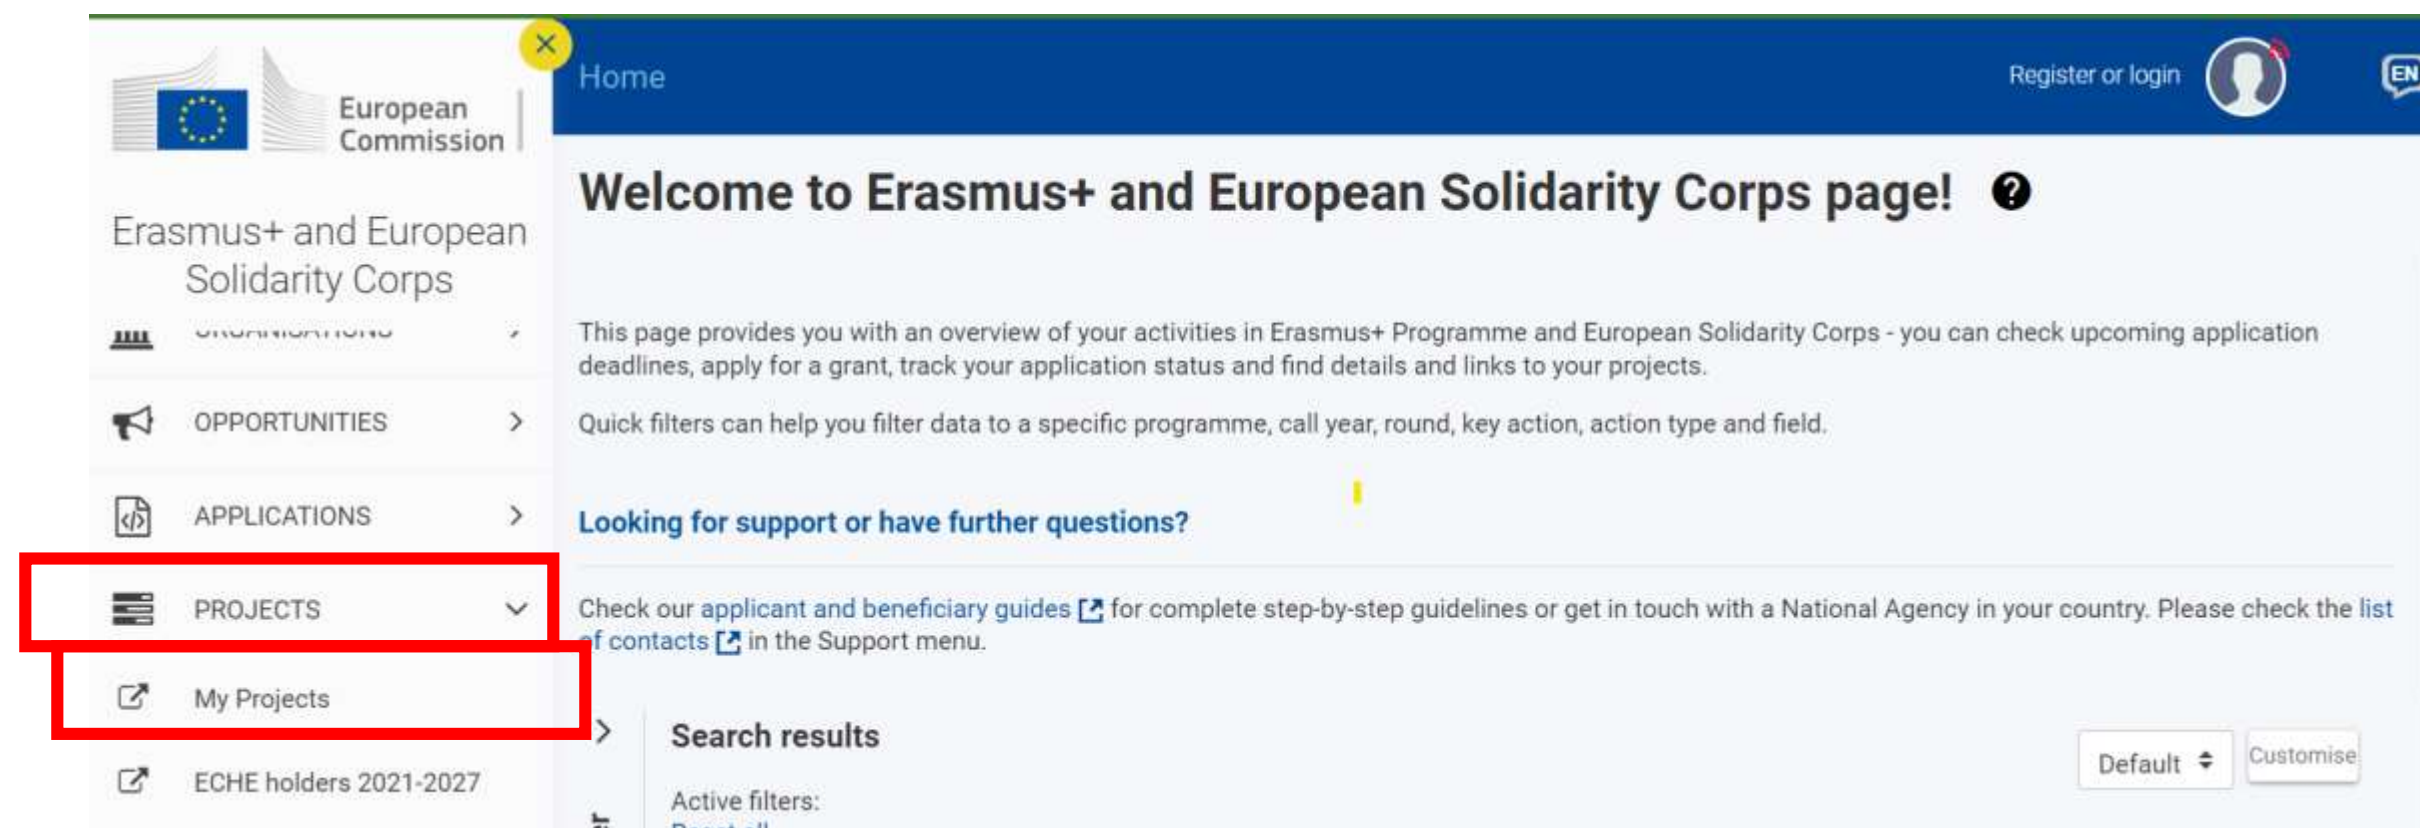 European
Commission
Erasmus+ and European
Solidarity Corps
ORGANISATIONS
OPPORTUNITIES
APPLICATIONS
PROJECTS
My Projects
ECHE holders 2021-2027
Home
Register or login
EN
Welcome to Erasmus+ and European Solidarity Corps page!
This page provides you with an overview of your activities in Erasmus+ Programme and European Solidarity Corps - you can check upcoming application
deadlines, apply for a grant, track your application status and find details and links to your projects.
Quick filters can help you filter data to a specific programme, call year, round, key action, action type and field.
Looking for support or have further questions?
Check our applicant and beneficiary guides for complete step-by-step guidelines or get in touch with a National Agency in your country. Please check the list
of contacts in the Support menu.
Search results
Default
Customise
Active filters: